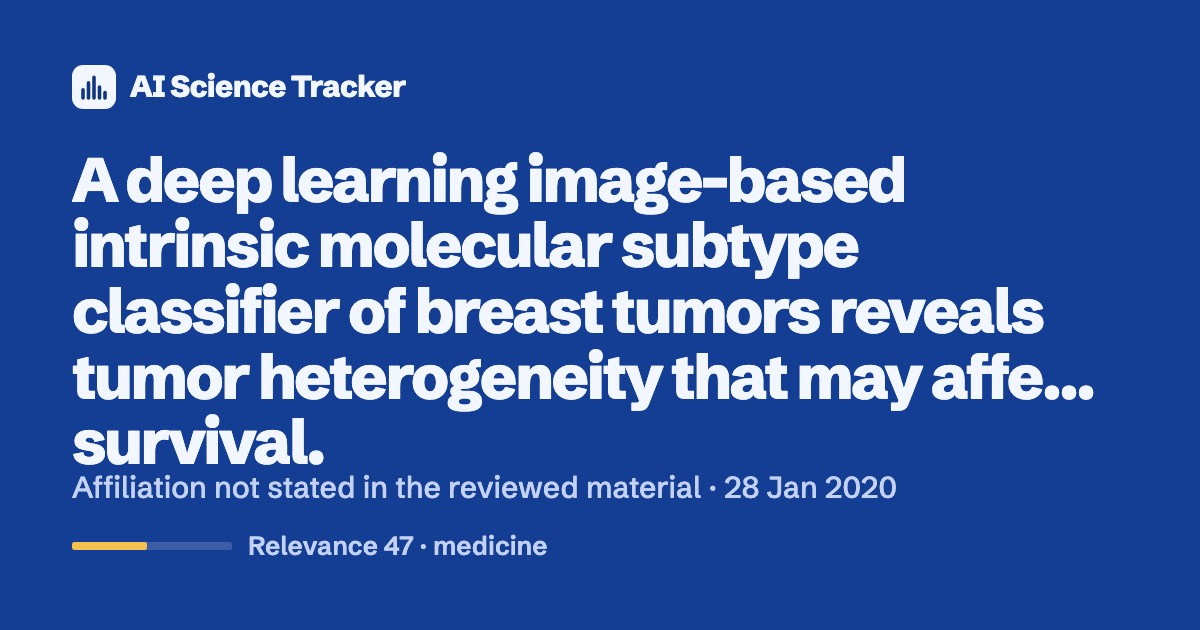 AI Science Tracker
A deep learning image-based
intrinsic molecular subtype
classifier of breast tumors reveals
tumor heterogeneity that may affe...
survival.
Affiliation not stated in the reviewed material · 28 Jan 2020
Relevance 47 · medicine